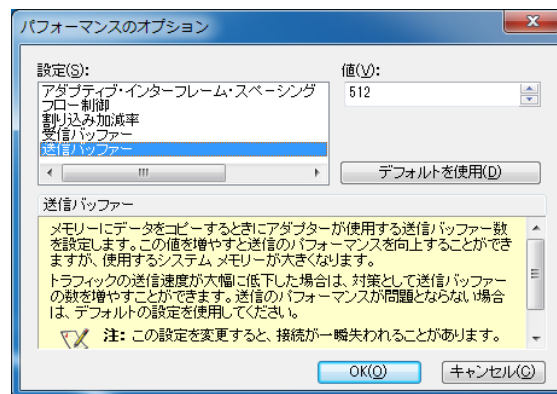 パフォーマンスのオプション
設定(S):
アダプティブ・インターフレーム・スペーシング
フロー制御
割り込み加減率
受信バッファー
送信バッファー
値(V):
512
デフォルトを使用(D)
送信バッファー
メモリーにデータをコピーするときにアダプターが使用する送信バッファー数
を設定します。この値を増やすと送信のパフォーマンスを向上することができ
ますが、使用するシステム メモリーが大きくなります。
トラフィックの送信速度が大幅に低下した場合は、対策として送信バッファー
の数を増やすことができます。送信のパフォーマンスが問題とならない場合
は、デフォルトの設定を使用してください。
注: この設定を変更すると、接続が一瞬失われることがあります。
OK(O)
キャンセル(C)